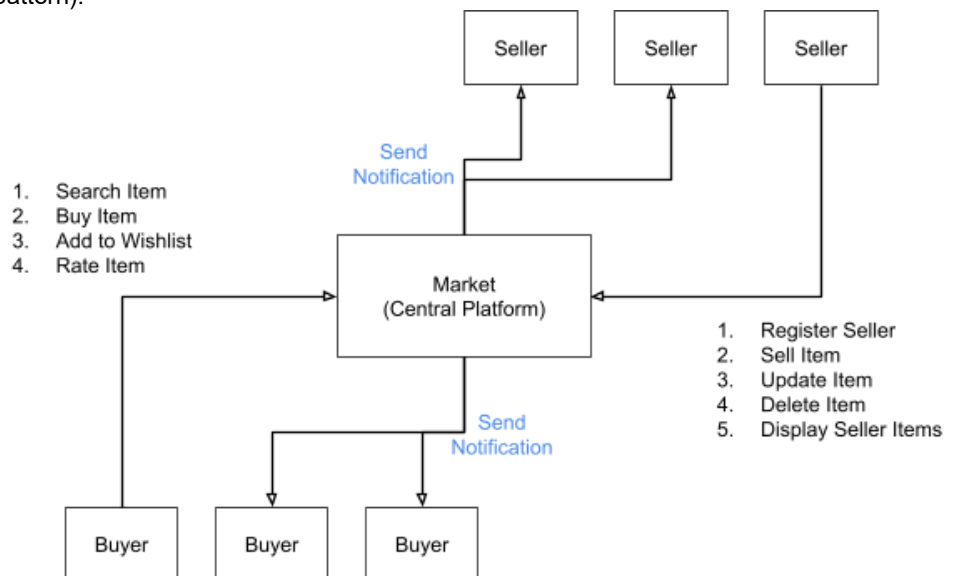 Seller
Seller
Seller
Send
Notification
1. Search Item
2. Buy Item
3. Add to Wishlist
4. Rate Item
Market
(Central Platform)
1. Register Seller
2. Sell Item
3. Update Item
4. Delete Item
5. Display Seller Items
Send
Notification
Buyer
Buyer
Buyer